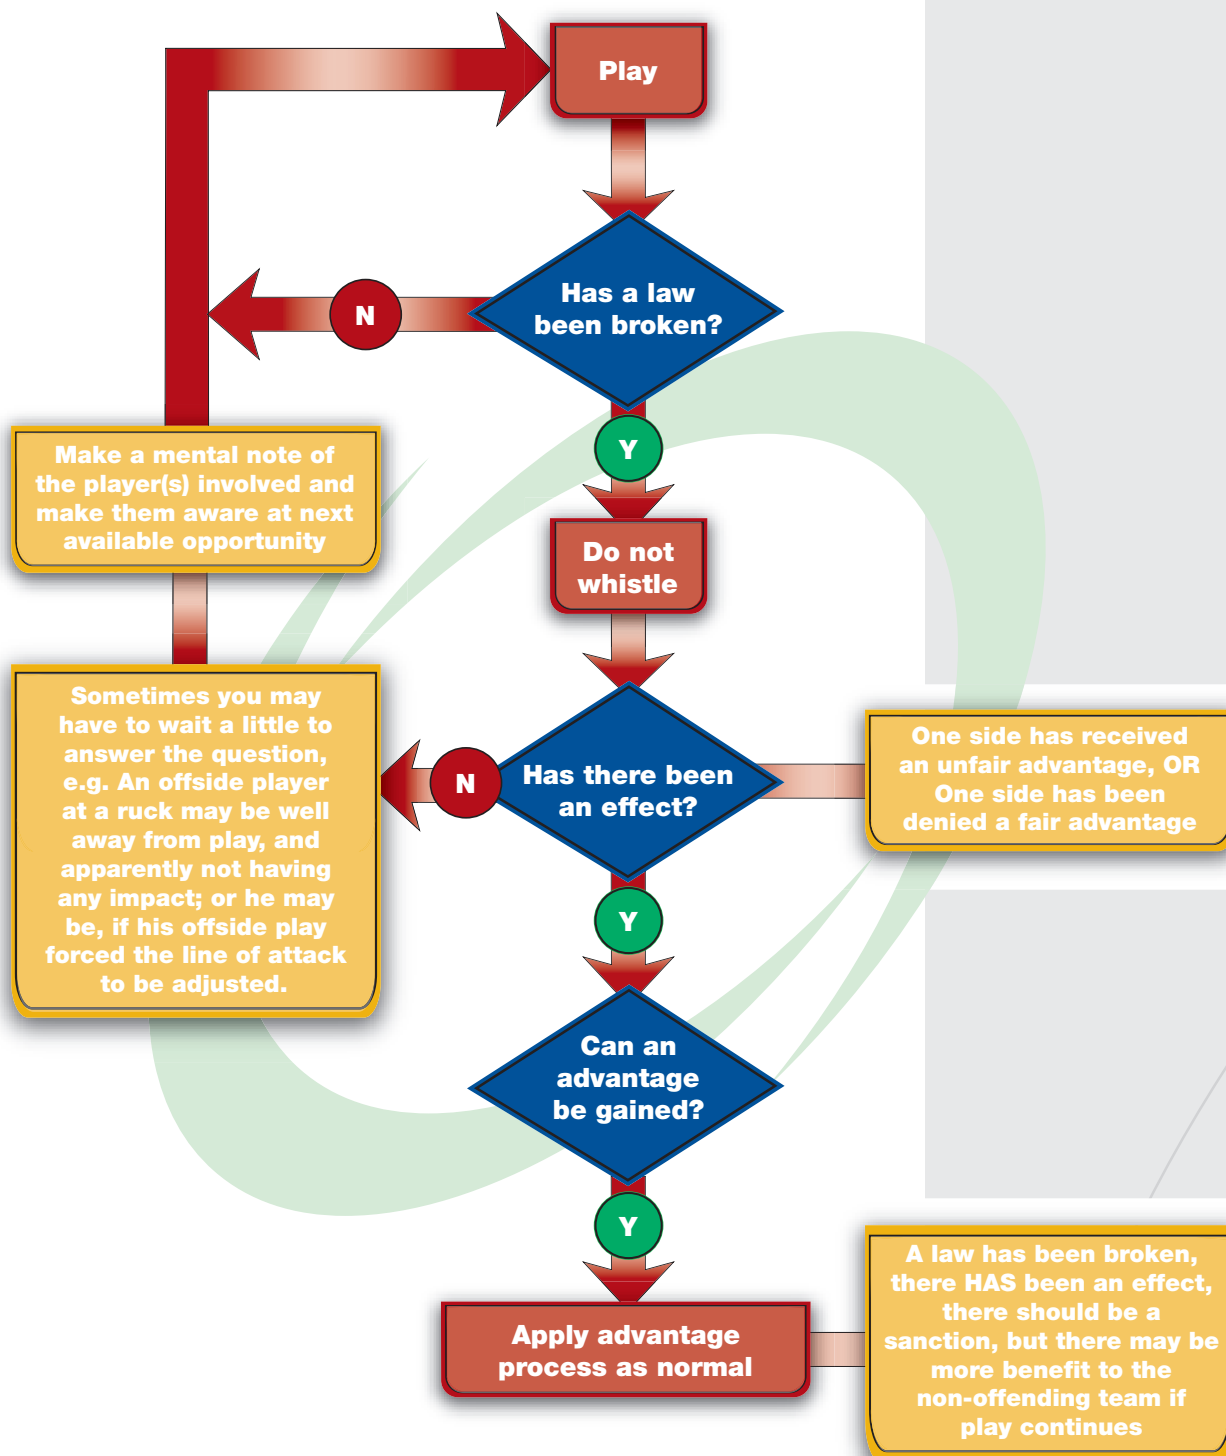 Play
Has a law
been broken?
N
Y
Make a mental note of
the player(s) involved and
make them aware at next
available opportunity
Do not
whistle
Sometimes you may
have to wait a little to
answer the question,
e.g. An offside player
at a ruck may be well
away from play, and
apparently not having
any impact; or he may
be, if his offside play
forced the line of attack
to be adjusted.
N
Has there been
an effect?
One side has received
an unfair advantage, OR
One side has been
denied a fair advantage
Y
Can an
advantage
be gained?
Y
Apply advantage
process as normal
A law has been broken,
there HAS been an effect,
there should be a
sanction, but there may be
more benefit to the
non-offending team if
play continues